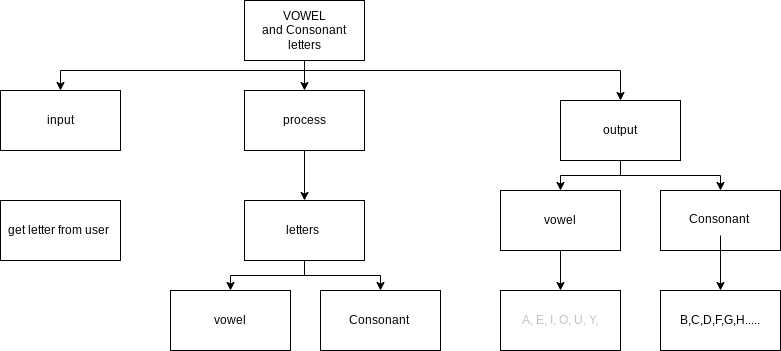 VOWEL
and Consonant
letters
input
process
output
get letter from user
letters
vowel
Consonant
vowel
Consonant
A, E, I, O, U, Y,
B,C,D,F,G,H.....